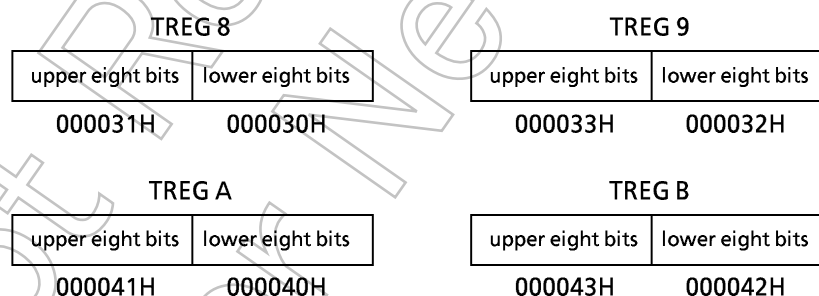 TREG 8 TREG 9
upper eight bits lower eight bits upper eight bits lower eight bits
000031H 000030H 000033H 000032H
TREG A TREG B
upper eight bits lower eight bits upper eight bits lower eight bits
000041H 000040H 000043H 000042H